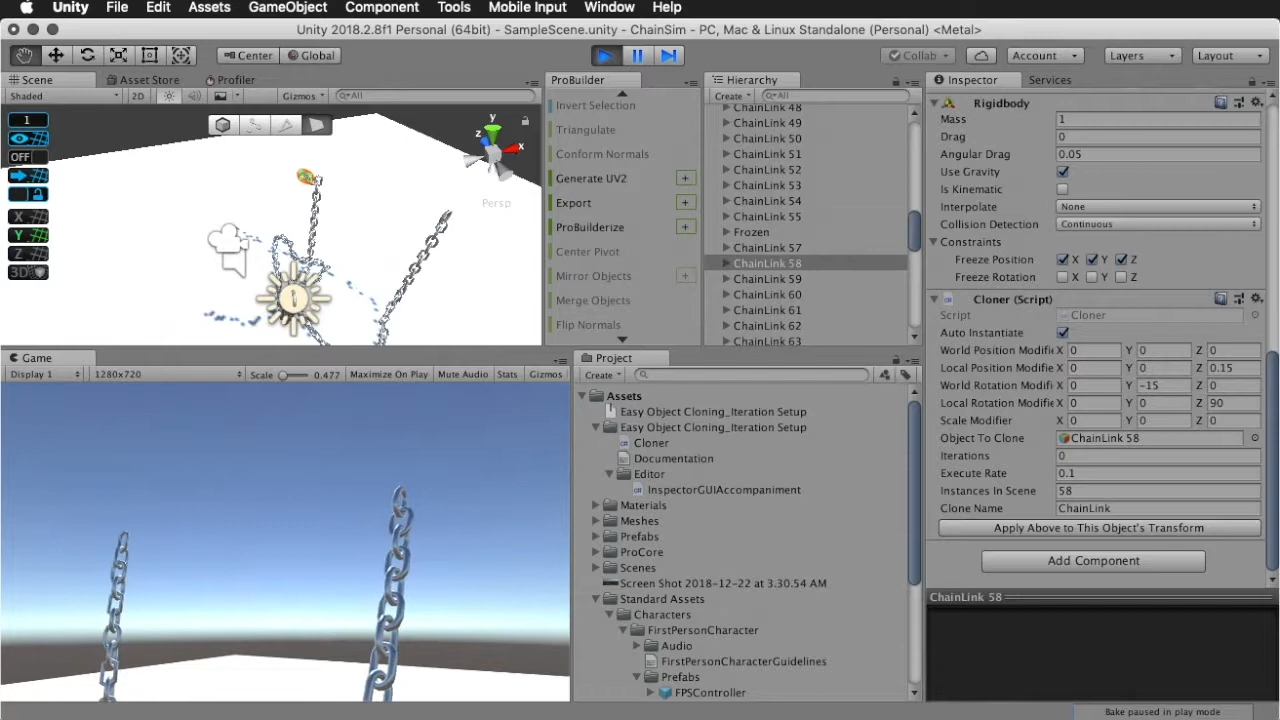 Unity File Edit Assets GameObject Component Tools Mobile Input Window Help
Unity 2018.2.8f1 Personal (64bit) - SampleScene.unity - ChainSim - PC, Mac & Linux Standalone (Personal) <Metal>
Center Global Collab Account Layers Layout
Scene Asset Store Profiler
Shaded 2D Gizmos All
1
OFF
X
Y
Z
3D
y
z
x
Persp
ProBuilder
Invert Selection
Triangulate
Conform Normals
Generate UV2 +
Export +
ProBuilderize +
Center Pivot
Mirror Objects +
Merge Objects
Flip Normals
Hierarchy
Create All
ChainLink 48
ChainLink 49
ChainLink 50
ChainLink 51
ChainLink 52
ChainLink 53
ChainLink 54
ChainLink 55
Frozen
ChainLink 57
ChainLink 58
ChainLink 59
ChainLink 60
ChainLink 61
ChainLink 62
ChainLink 63
Inspector Services
Rigidbody
Mass 1
Drag 0
Angular Drag 0.05
Use Gravity
Is Kinematic
Interpolate None
Collision Detection Continuous
Constraints
Freeze Position X Y Z
Freeze Rotation X Y Z
Cloner (Script)
Script Cloner
Auto Instantiate
World Position Modifi X 0 Y 0 Z 0
Local Position Modifie X 0 Y 0 Z 0.15
World Rotation Modifi X 0 Y -15 Z 0
Local Rotation Modifie X 0 Y 0 Z 90
Scale Modifier X 0 Y 0 Z 0
Object To Clone ChainLink 58
Iterations 0
Execute Rate 0.1
Instances In Scene 58
Clone Name ChainLink
Apply Above to This Object's Transform
Add Component
ChainLink 58
Game
Display 1 1280x720 Scale 0.477 Maximize On Play Mute Audio Stats Gizmos
Project
Create
Assets
Easy Object Cloning_Iteration Setup
Easy Object Cloning_Iteration Setup
Cloner
Documentation
Editor
InspectorGUIAccompaniment
Materials
Meshes
Prefabs
ProCore
Scenes
Screen Shot 2018-12-22 at 3.30.54 AM
Standard Assets
Characters
FirstPersonCharacter
Audio
FirstPersonCharacterGuidelines
Prefabs
FPSController
Bake paused in play mode